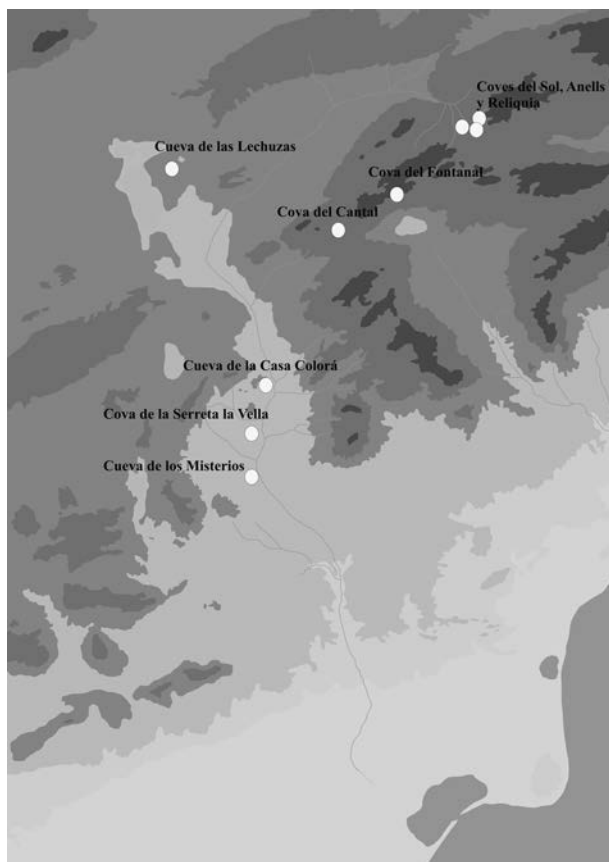 Coves del Sol, Anells
y Reliquia
Cueva de las Lechuzas
Cova del Fontanal
Cova del Cantal
Cueva de la Casa Colorá
Cova de la Serreta la Vella
Cueva de los Misterios